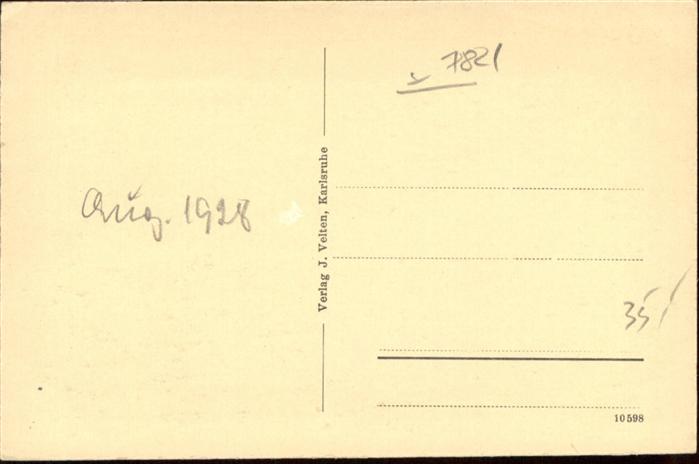 7821
Aug. 1928
Verlag J. Velten, Karlsruhe
35
10598